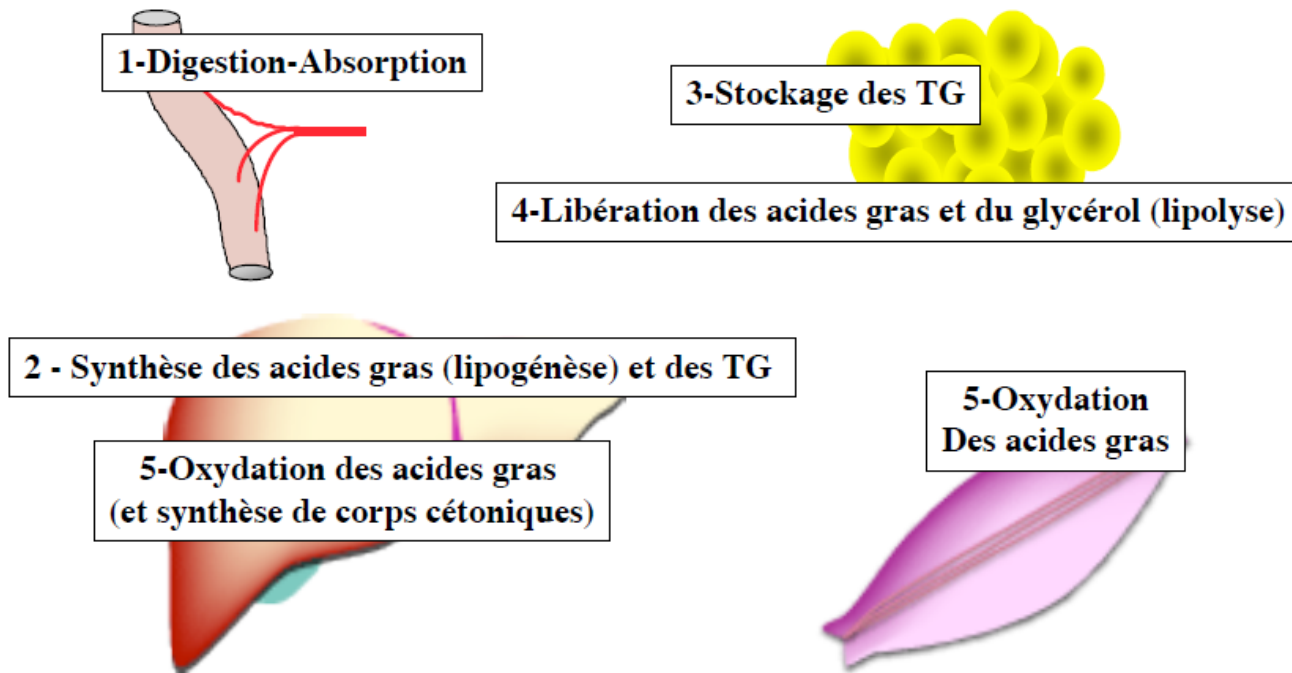 1-Digestion-Absorption
3-Stockage des TG
4-Libération des acides gras et du glycérol (lipolyse)
2 - Synthèse des acides gras (lipogénèse) et des TG
5-Oxydation des acides gras
(et synthèse de corps cétoniques)
5-Oxydation
Des acides gras